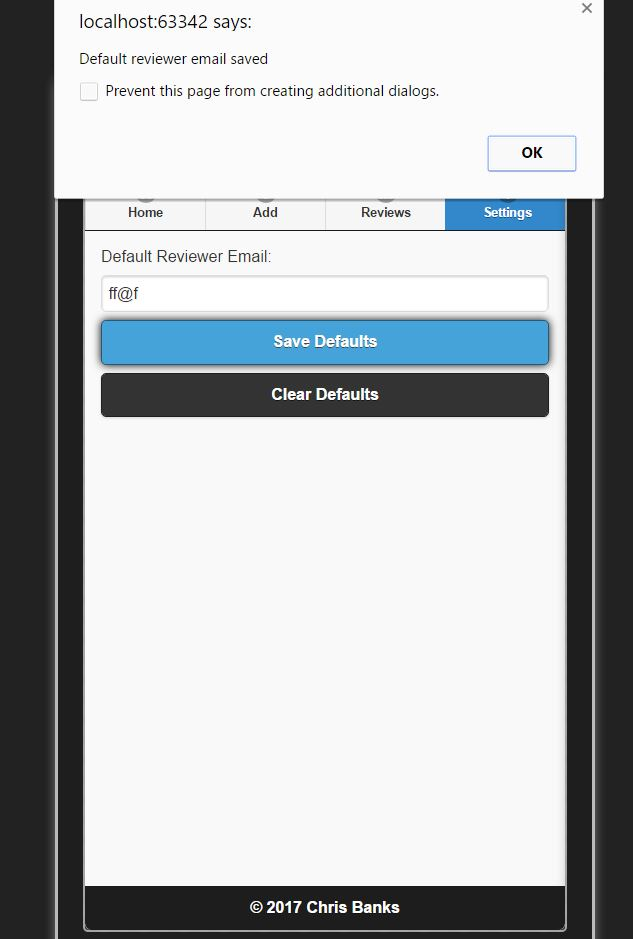 localhost:63342 says:
Default reviewer email saved
Prevent this page from creating additional dialogs.
OK
Home Add Reviews Settings
Default Reviewer Email:
ff@f
Save Defaults
Clear Defaults
© 2017 Chris Banks